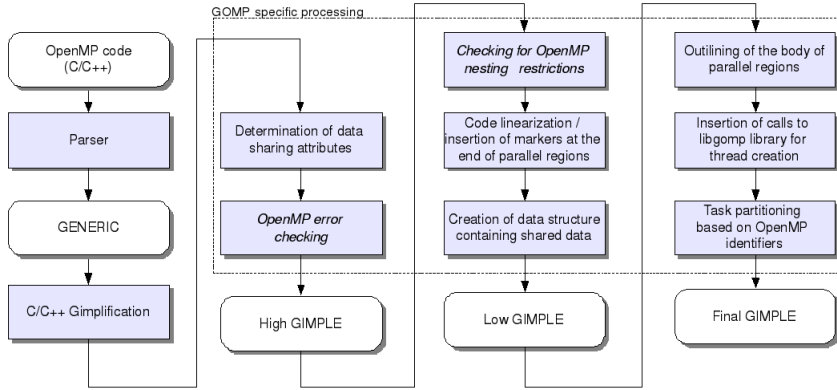 GOMP specific processing
OpenMP code
(C/C++)
Parser
GENERIC
C/C++ Gimplification
Determination of data
sharing attributes
OpenMP error
checking
High GIMPLE
Checking for OpenMP
nesting restrictions
Code linearization /
insertion of markers at the
end of parallel regions
Creation of data structure
containing shared data
Low GIMPLE
Outilining of the body of
parallel regions
Insertion of calls to
libgomp library for
thread creation
Task partitioning
based on OpenMP
identifiers
Final GIMPLE